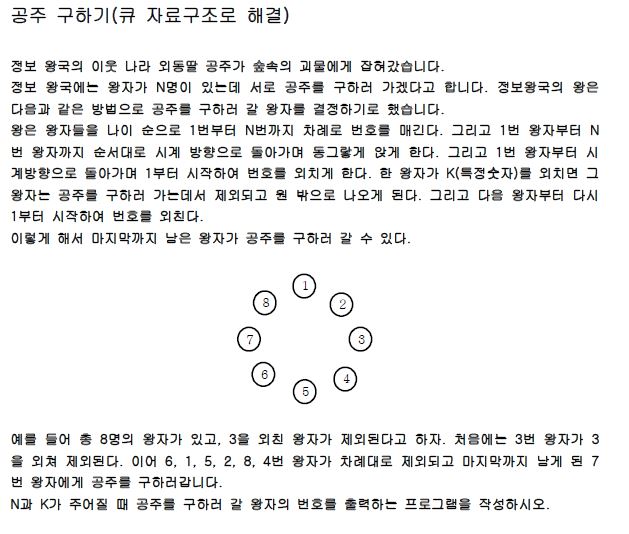 공주 구하기(큐 자료구조로 해결)
정보 왕국의 이웃 나라 외동딸 공주가 숲속의 괴물에게 잡혀갔습니다.
정보 왕국에는 왕자가 N명이 있는데 서로 공주를 구하러 가겠다고 합니다. 정보왕국의 왕은
다음과 같은 방법으로 공주를 구하러 갈 왕자를 결정하기로 했습니다.
왕은 왕자들을 나이 순으로 1번부터 N번까지 차례로 번호를 매긴다. 그리고 1번 왕자부터 N
번 왕자까지 순서대로 시계 방향으로 돌아가며 동그랗게 앉게 한다. 그리고 1번 왕자부터 시
계방향으로 돌아가며 1부터 시작하여 번호를 외치게 한다. 한 왕자가 K(특정숫자)를 외치면 그
왕자는 공주를 구하러 가는데서 제외되고 원 밖으로 나오게 된다. 그리고 다음 왕자부터 다시
1부터 시작하여 번호를 외친다.
이렇게 해서 마지막까지 남은 왕자가 공주를 구하러 갈 수 있다.
1
8
2
7
3
6
4
5
예를 들어 총 8명의 왕자가 있고, 3을 외친 왕자가 제외된다고 하자. 처음에는 3번 왕자가 3
을 외쳐 제외된다. 이어 6, 1, 5, 2, 8, 4번 왕자가 차례대로 제외되고 마지막까지 남게 된 7
번 왕자에게 공주를 구하러갑니다.
N과 K가 주어질 때 공주를 구하러 갈 왕자의 번호를 출력하는 프로그램을 작성하시오.